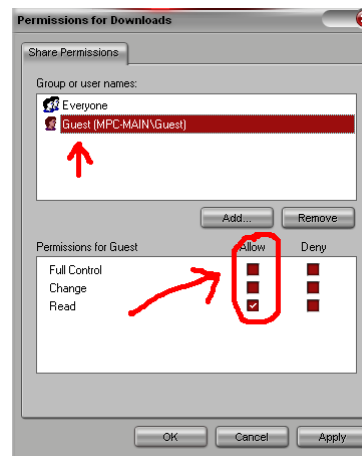 Permissions for Downloads
Share Permissions
Group or user names:
Everyone
Guest (MPC-MAIN\Guest)
Add... Remove
Permissions for Guest Allow Deny
Full Control
Change
Read
OK Cancel Apply